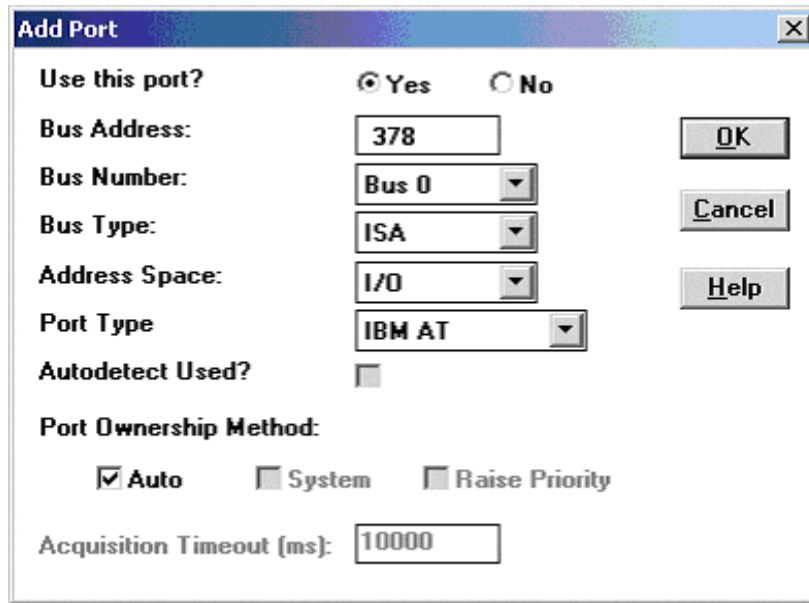 Add Port
Use this port? Yes No
Bus Address: 378 OK
Bus Number: Bus 0
Cancel
Bus Type: ISA
Address Space: I/O Help
Port Type IBM AT
Autodetect Used?
Port Ownership Method:
Auto System Raise Priority
Acquisition Timeout (ms): 10000